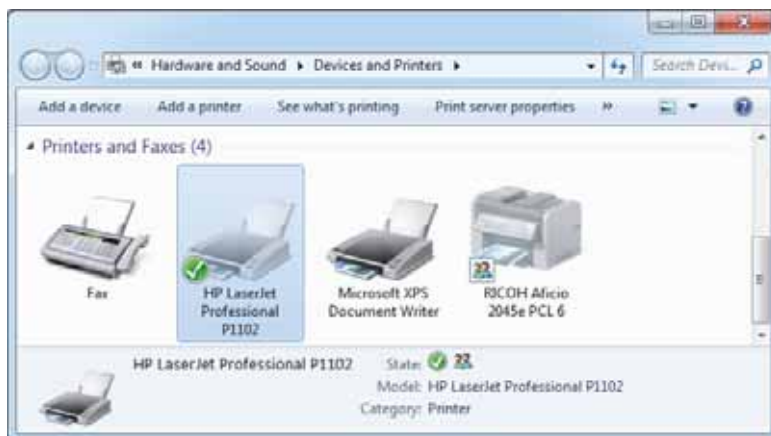 Hardware and Sound ▸ Devices and Printers ▸ Search Devi...
Add a device Add a printer See what's printing Print server properties »
Printers and Faxes (4)
Fax
HP LaserJet
Professional
P1102
Microsoft XPS
Document Writer
RICOH Aficio
2045e PCL 6
HP LaserJet Professional P1102 State:
Model: HP LaserJet Professional P1102
Category: Printer